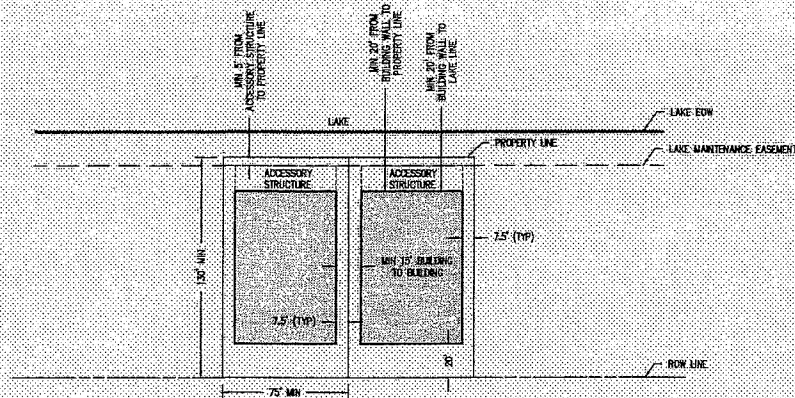 MIN. 5' FROM
ACCESSORY STRUCTURE
TO PROPERTY LINE
MIN. 20' FROM
BUILDING WALL TO
PROPERTY LINE
MIN. 20' FROM
BUILDING WALL TO
LAKE LINE
LAKE
LAKE EOW
PROPERTY LINE
LAKE MAINTENANCE EASEMENT
ACCESSORY
STRUCTURE
ACCESSORY
STRUCTURE
7.5' (TYP)
MIN 15' BUILDING
TO BUILDING
130' MIN
7.5' (TYP)
20'
ROW LINE
75' MIN